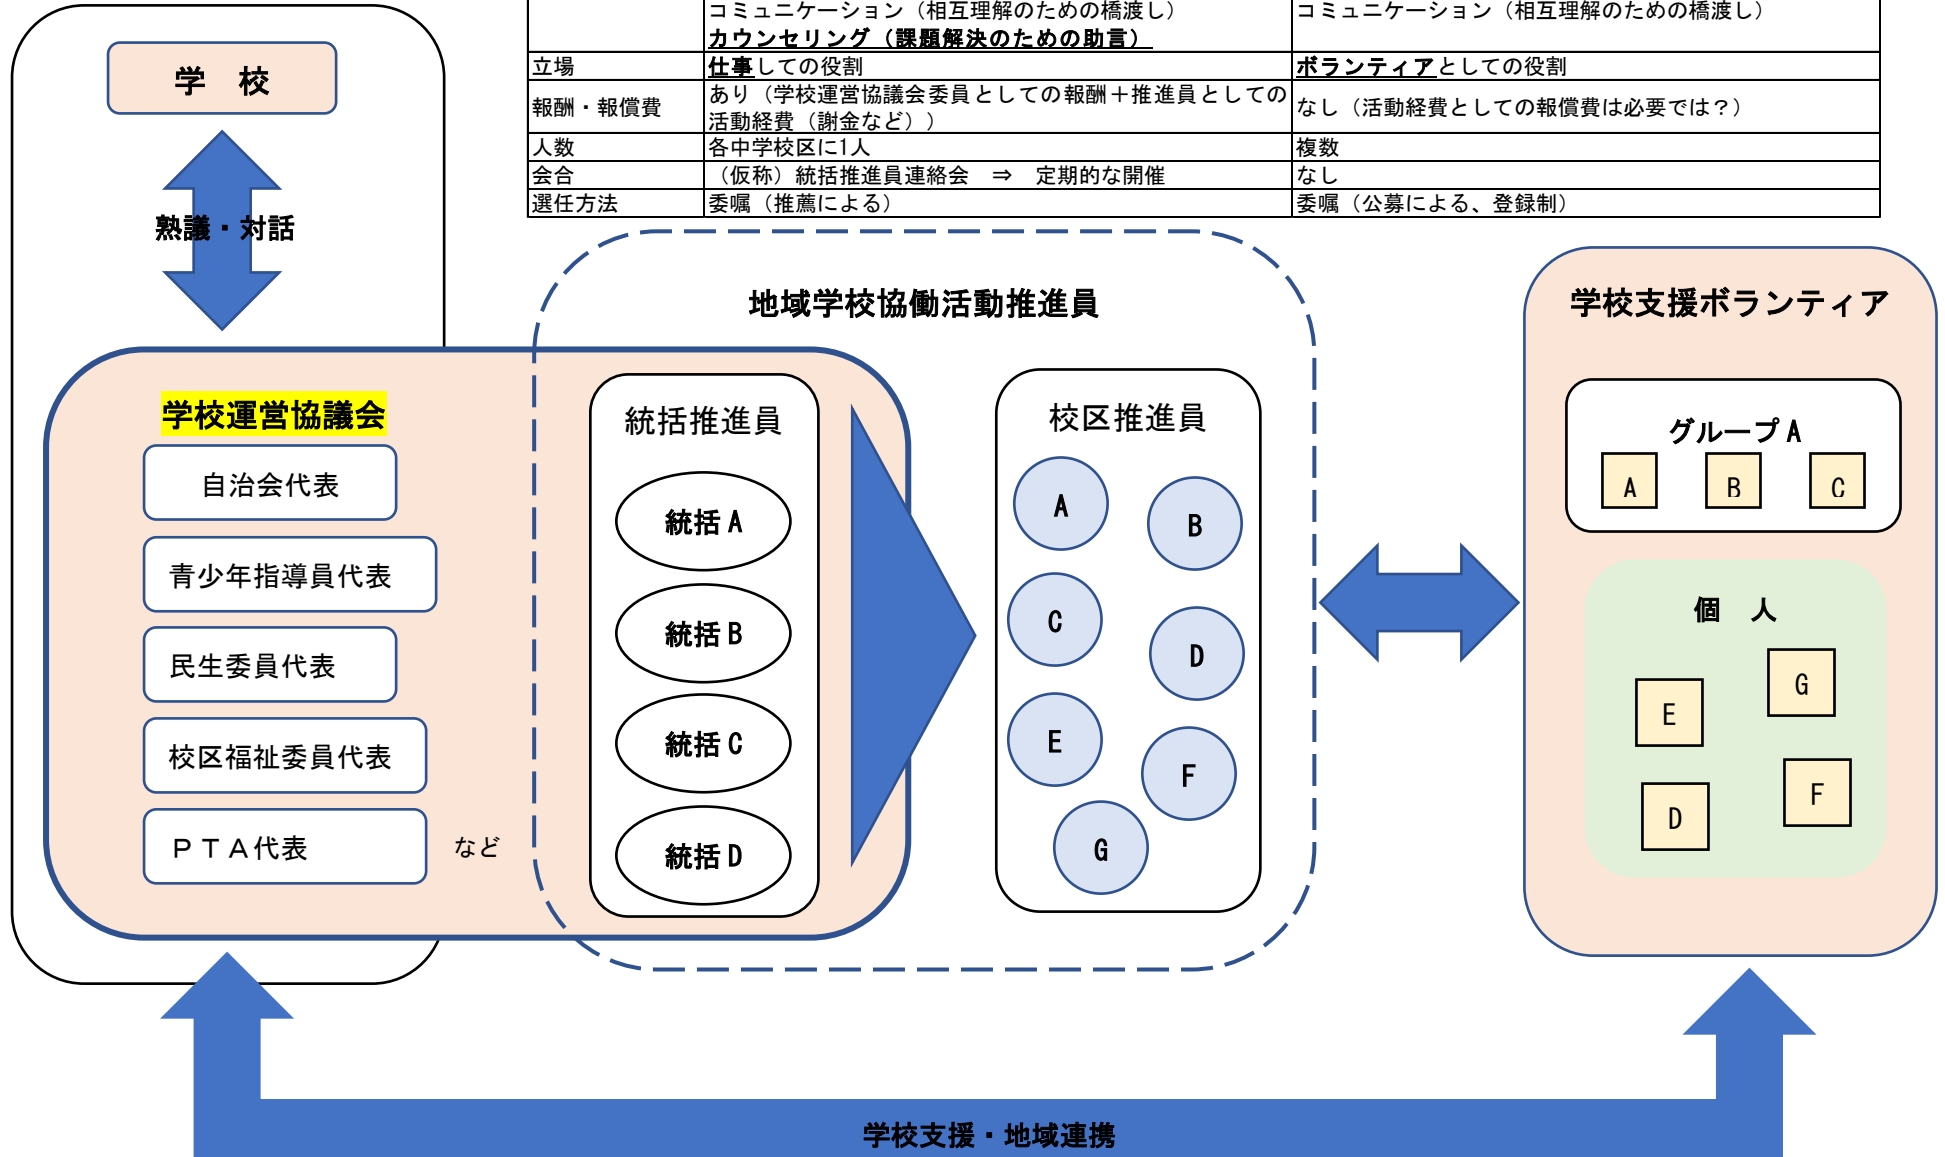 コミュニケーション（相互理解のための橋渡し）
カウンセリング（課題解決のための助言）
コミュニケーション（相互理解のための橋渡し）
立場
仕事しての役割
ボランティアとしての役割
報酬・報償費
あり（学校運営協議会委員としての報酬＋推進員としての
活動経費（謝金など））
なし（活動経費としての報償費は必要では？）
人数
各中学校区に1人
複数
会合
（仮称）統括推進員連絡会　⇒　定期的な開催
なし
選任方法
委嘱（推薦による）
委嘱（公募による、登録制）
学　校
熟議・対話
学校運営協議会
自治会代表
青少年指導員代表
民生委員代表
校区福祉委員代表
ＰＴＡ代表
など
地域学校協働活動推進員
統括推進員
統括 A
統括 B
統括 C
統括 D
校区推進員
A
B
C
D
E
F
G
学校支援ボランティア
グループ A
A
B
C
個　人
G
E
F
D
学校支援・地域連携